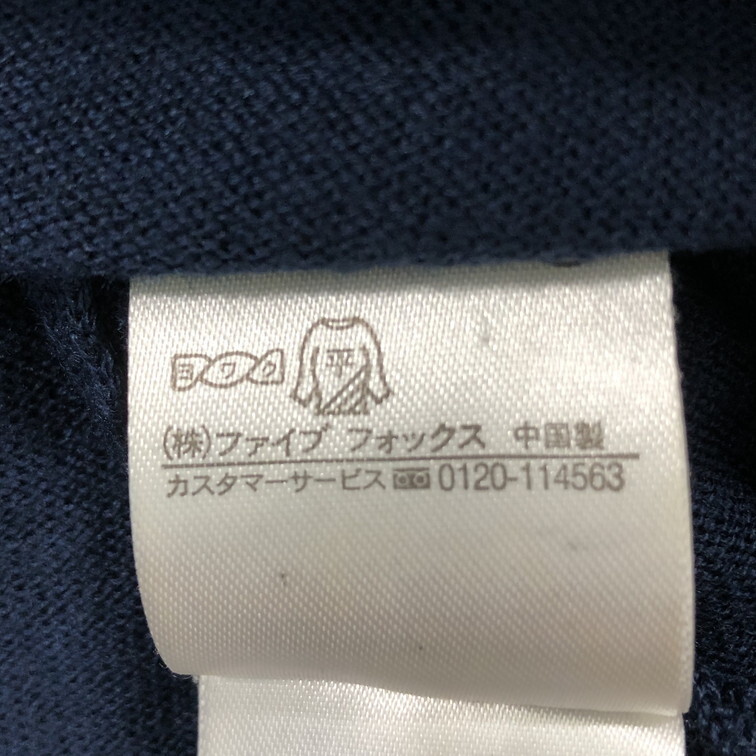 ヨワク 平
(株)ファイブ フォックス 中国製
カスタマーサービス 0120-114563